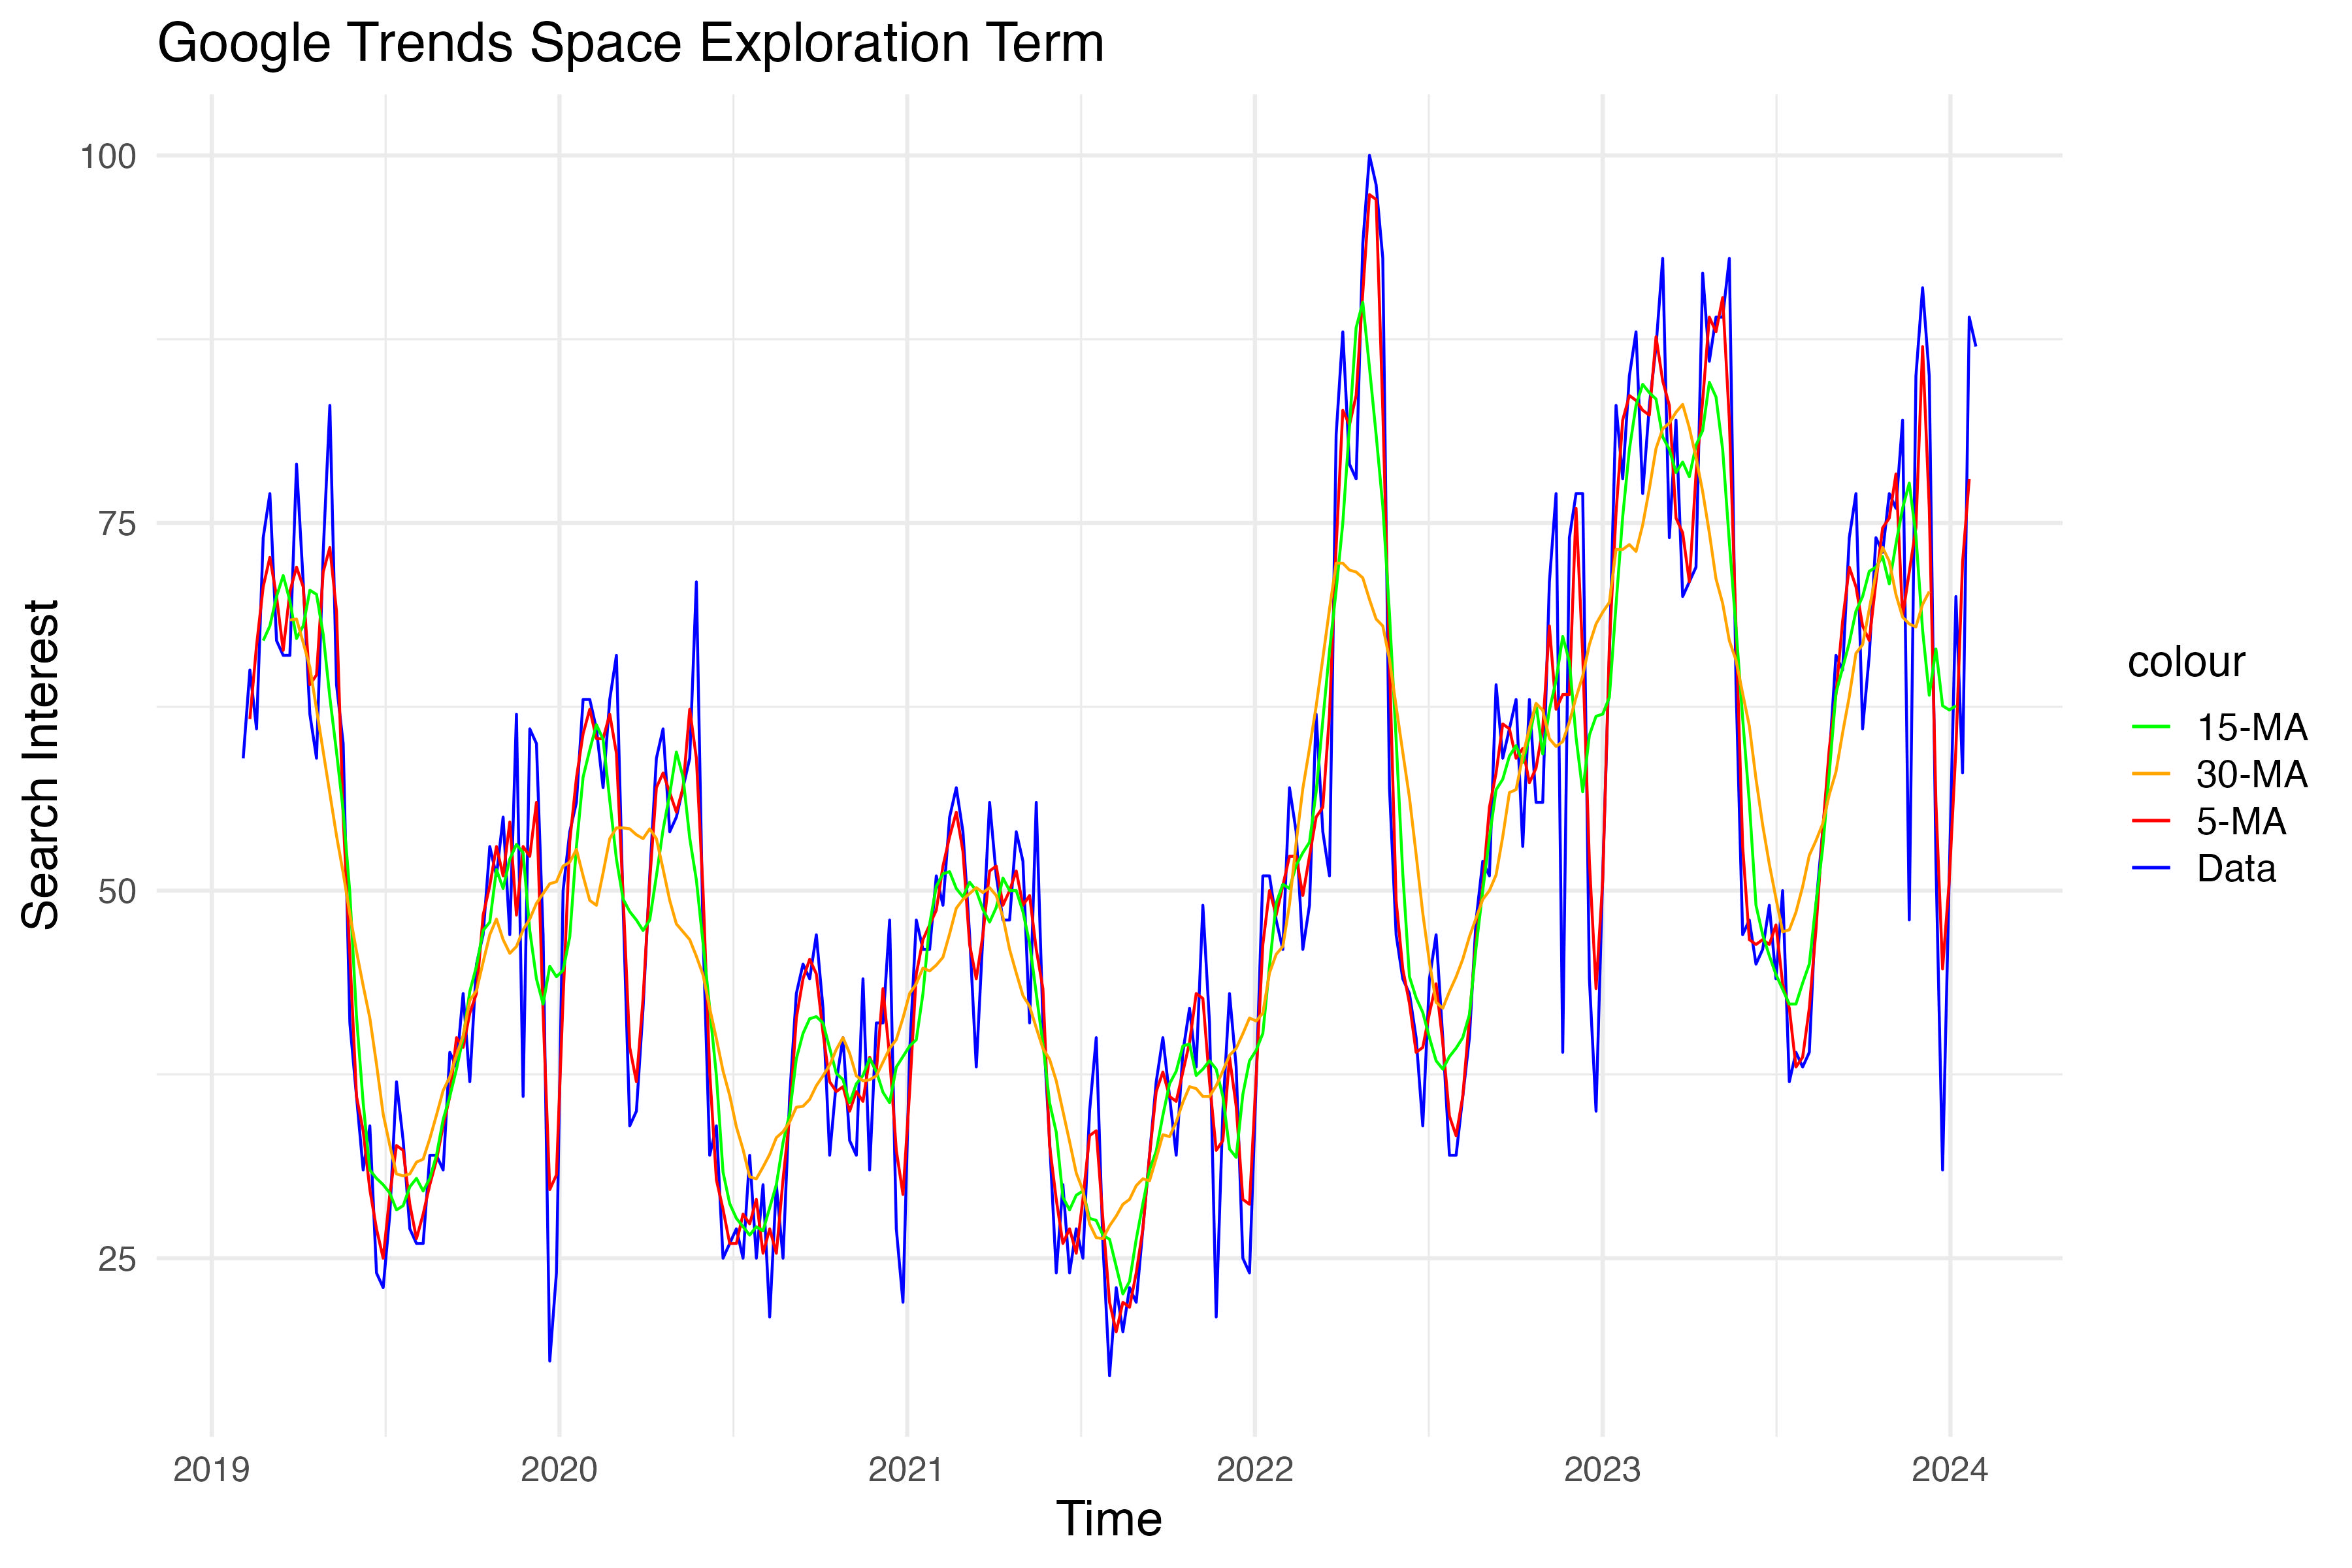 Google Trends Space Exploration Term
100
75
50
25
Search Interest
2019 2020 2021 2022 2023 2024
Time
colour
15-MA
30-MA
5-MA
Data